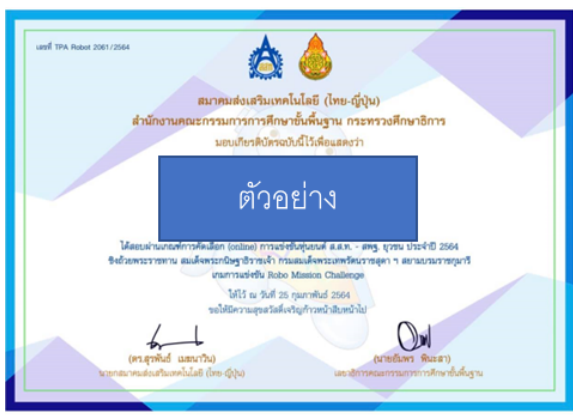 เลขที่ TPA Robot 2061/2564
สมาคมส่งเสริมเทคโนโลยี (ไทย-ญี่ปุ่น)
สำนักงานคณะกรรมการการศึกษาขั้นพื้นฐาน กระทรวงศึกษาธิการ
มอบเกียรติบัตรฉบับนี้ไว้เพื่อแสดงว่า
ตัวอย่าง
ได้สอบผ่านเกณฑ์การคัดเลือก (online) การแข่งขันหุ่นยนต์ ส.ส.ท. - สพฐ. ยุวชน ประจำปี 2564
ชิงถ้วยพระราชทาน สมเด็จพระกนิษฐาธิราชเจ้า กรมสมเด็จพระเทพรัตนราชสุดา ฯ สยามบรมราชกุมารี
เกมการแข่งขัน Robo Mission Challenge
ให้ไว้ ณ วันที่ 25 กุมภาพันธ์ 2564
ขอให้มีความสุขสวัสดิ์เจริญก้าวหน้าสืบหน้าไป
(ดร.สุรพันธ์ เมฆนาวิน)
นายกสมาคมส่งเสริมเทคโนโลยี (ไทย-ญี่ปุ่น)
(นายอัมพร พินะสา)
เลขาธิการคณะกรรมการการศึกษาขั้นพื้นฐาน